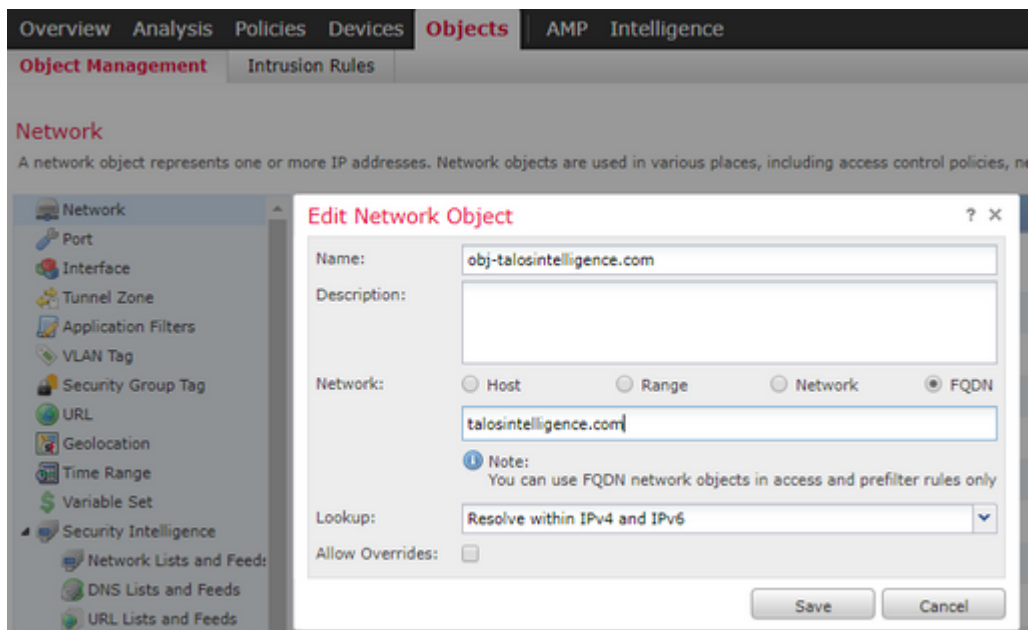 Overview Analysis Policies Devices Objects AMP Intelligence
Object Management Intrusion Rules
Network
A network object represents one or more IP addresses. Network objects are used in various places, including access control policies,
Network
Port
Interface
Tunnel Zone
Application Filters
VLAN Tag
Security Group Tag
URL
Geolocation
Time Range
Variable Set
Security Intelligence
Network Lists and Feeds
DNS Lists and Feeds
URL Lists and Feeds
Edit Network Object ? ×
Name: obj-talosintelligence.com
Description:
Network: Host Range Network FQDN
talosintelligence.com
Note:
You can use FQDN network objects in access and prefilter rules only
Lookup: Resolve within IPv4 and IPv6
Allow Overrides:
Save Cancel